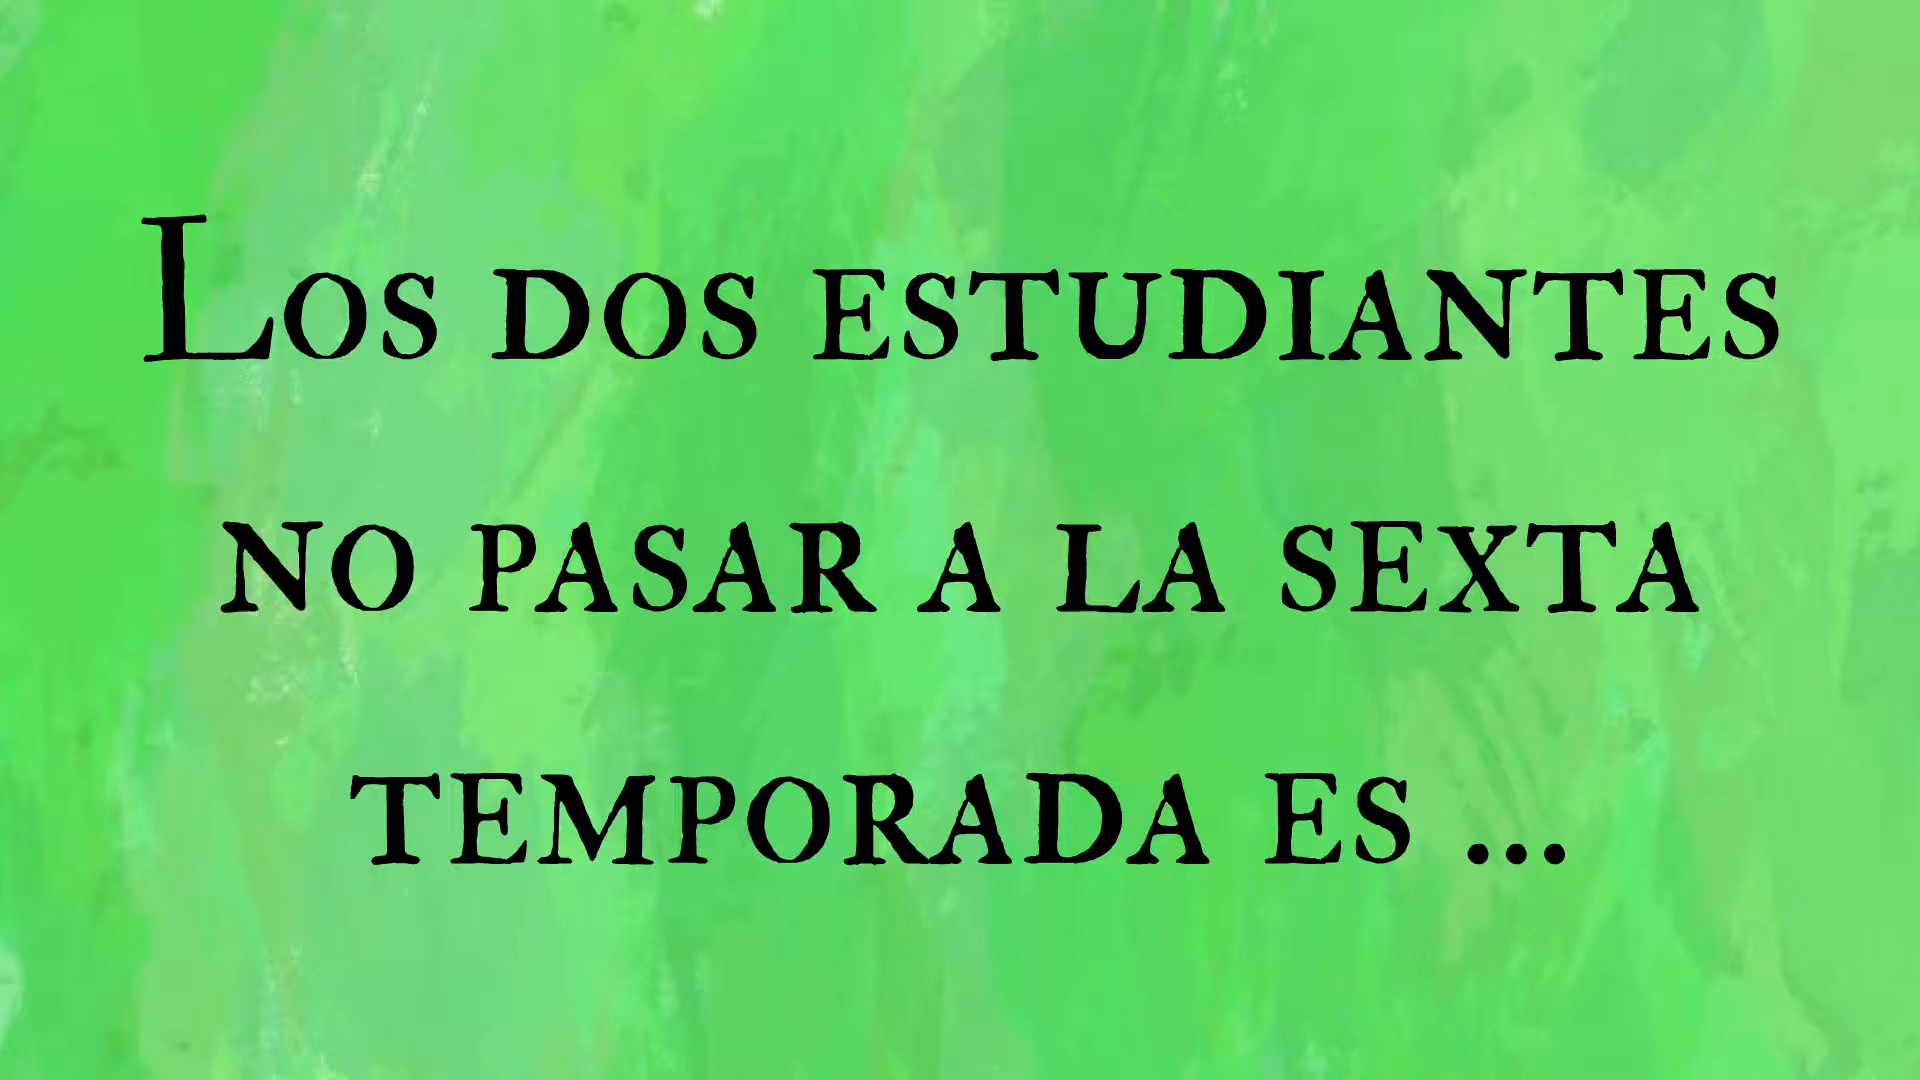 Los dos estudiantes
no pasar a la sexta
temporada es ...